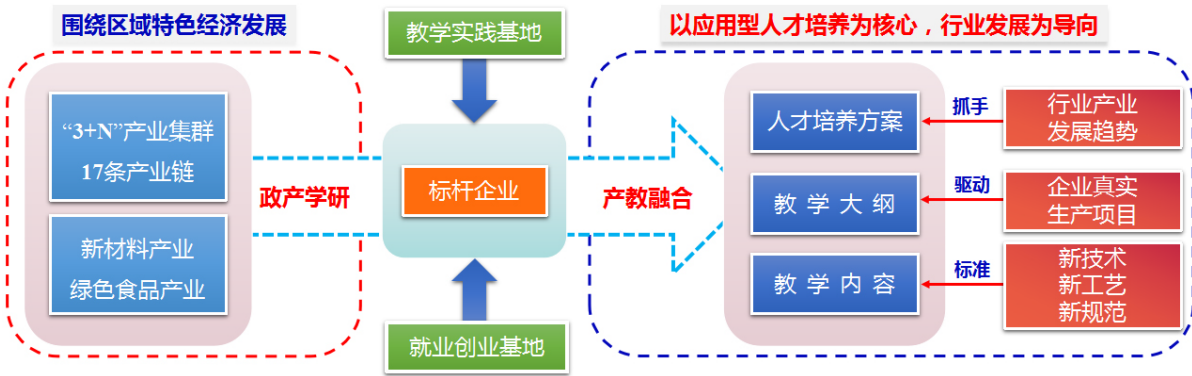 围绕区域特色经济发展
“3+N”产业集群
17条产业链
新材料产业
绿色食品产业
政产学研
教学实践基地
标杆企业
就业创业基地
产教融合
以应用型人才培养为核心，行业发展为导向
人才培养方案
抓手
行业产业
发展趋势
教学大纲
驱动
企业真实
生产项目
教学内容
标准
新技术
新工艺
新规范